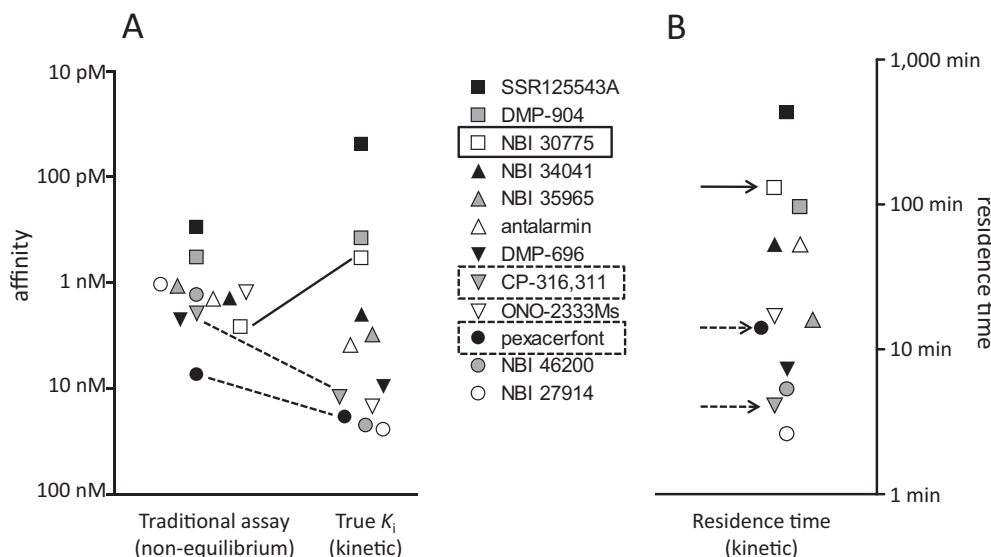 A
B
affinity
10 pM
100 pM
1 nM
10 nM
100 nM
Traditional assay
(non-equilibrium)
True Ki
(kinetic)
SSR125543A
DMP-904
NBI 30775
NBI 34041
NBI 35965
antalarmin
DMP-696
CP-316,311
ONO-2333Ms
pexacerfont
NBI 46200
NBI 27914
1,000 min
100 min
10 min
1 min
residence time
Residence time
(kinetic)